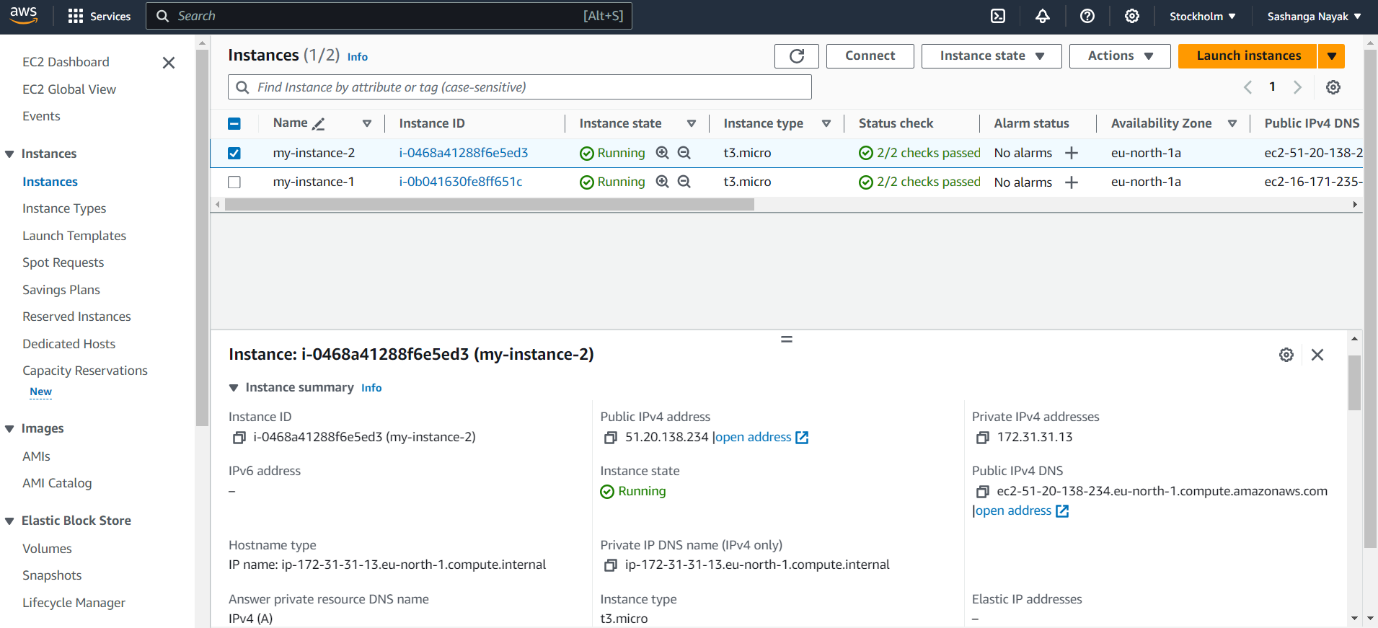 aws
Services
Search [Alt+S]
Stockholm
Sashanga Nayak
EC2 Dashboard
EC2 Global View
Events
Instances
Instances
Instance Types
Launch Templates
Spot Requests
Savings Plans
Reserved Instances
Dedicated Hosts
Capacity Reservations
New
Images
AMIs
AMI Catalog
Elastic Block Store
Volumes
Snapshots
Lifecycle Manager
Instances (1/2) Info
Connect
Instance state
Actions
Launch instances
Find Instance by attribute or tag (case-sensitive)
1
Name Instance ID Instance state Instance type Status check Alarm status Availability Zone Public IPv4 DNS
my-instance-2 i-0468a41288f6e5ed3 Running t3.micro 2/2 checks passed No alarms + eu-north-1a ec2-51-20-138-2
my-instance-1 i-0b041630fe8ff651c Running t3.micro 2/2 checks passed No alarms + eu-north-1a ec2-16-171-235-
Instance: i-0468a41288f6e5ed3 (my-instance-2)
Instance summary Info
Instance ID
i-0468a41288f6e5ed3 (my-instance-2)
Public IPv4 address
51.20.138.234 |open address
Private IPv4 addresses
172.31.31.13
IPv6 address
–
Instance state
Running
Public IPv4 DNS
ec2-51-20-138-234.eu-north-1.compute.amazonaws.com
|open address
Hostname type
IP name: ip-172-31-31-13.eu-north-1.compute.internal
Private IP DNS name (IPv4 only)
ip-172-31-31-13.eu-north-1.compute.internal
Answer private resource DNS name
IPv4 (A)
Instance type
t3.micro
Elastic IP addresses
–